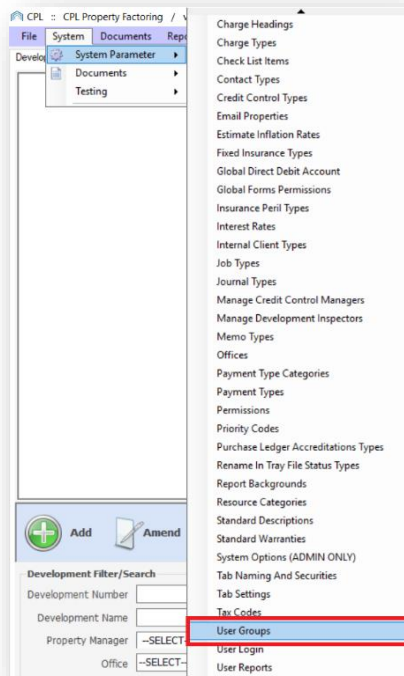 CPL :: CPL Property Factoring /
File System Documents
System Parameter
Documents
Testing
Charge Headings
Charge Types
Check List Items
Contact Types
Credit Control Types
Email Properties
Estimate Inflation Rates
Fixed Insurance Types
Global Direct Debit Account
Global Forms Permissions
Insurance Peril Types
Interest Rates
Internal Client Types
Job Types
Journal Types
Manage Credit Control Managers
Manage Development Inspectors
Memo Types
Offices
Payment Type Categories
Payment Types
Permissions
Priority Codes
Purchase Ledger Accreditations Types
Rename In Tray File Status Types
Report Backgrounds
Resource Categories
Standard Descriptions
Standard Warranties
System Options (ADMIN ONLY)
Tab Naming And Securities
Tab Settings
Tax Codes
User Groups
User Login
User Reports
Add Amend
Development Filter/Search
Development Number
Development Name
Property Manager --SELECT-
Office --SELECT-